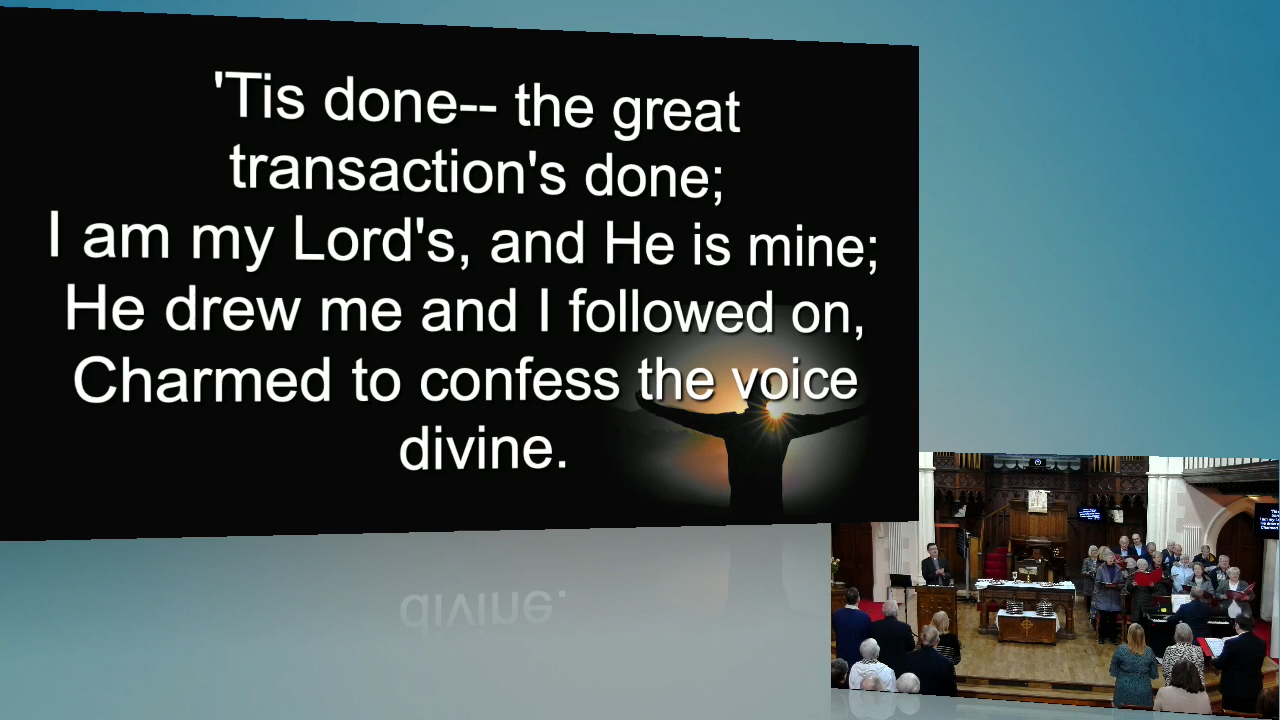 'Tis done-- the great
transaction's done;
I am my Lord's, and He is mine;
He drew me and I followed on,
Charmed to confess the voice
divine.